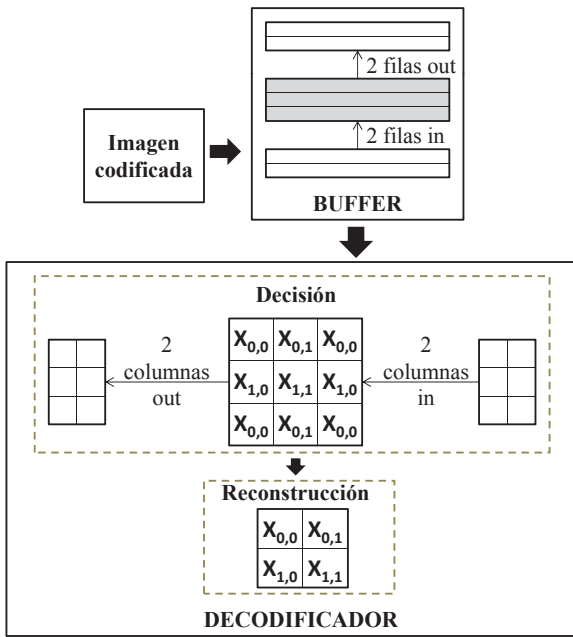 2 filas out
Imagen
codificada
2 filas in
BUFFER
Decisión
2
columnas
out
X0,0 X0,1 X0,0
X1,0 X1,1 X1,0
X0,0 X0,1 X0,0
2
columnas
in
Reconstrucción
X0,0 X0,1
X1,0 X1,1
DECODIFICADOR